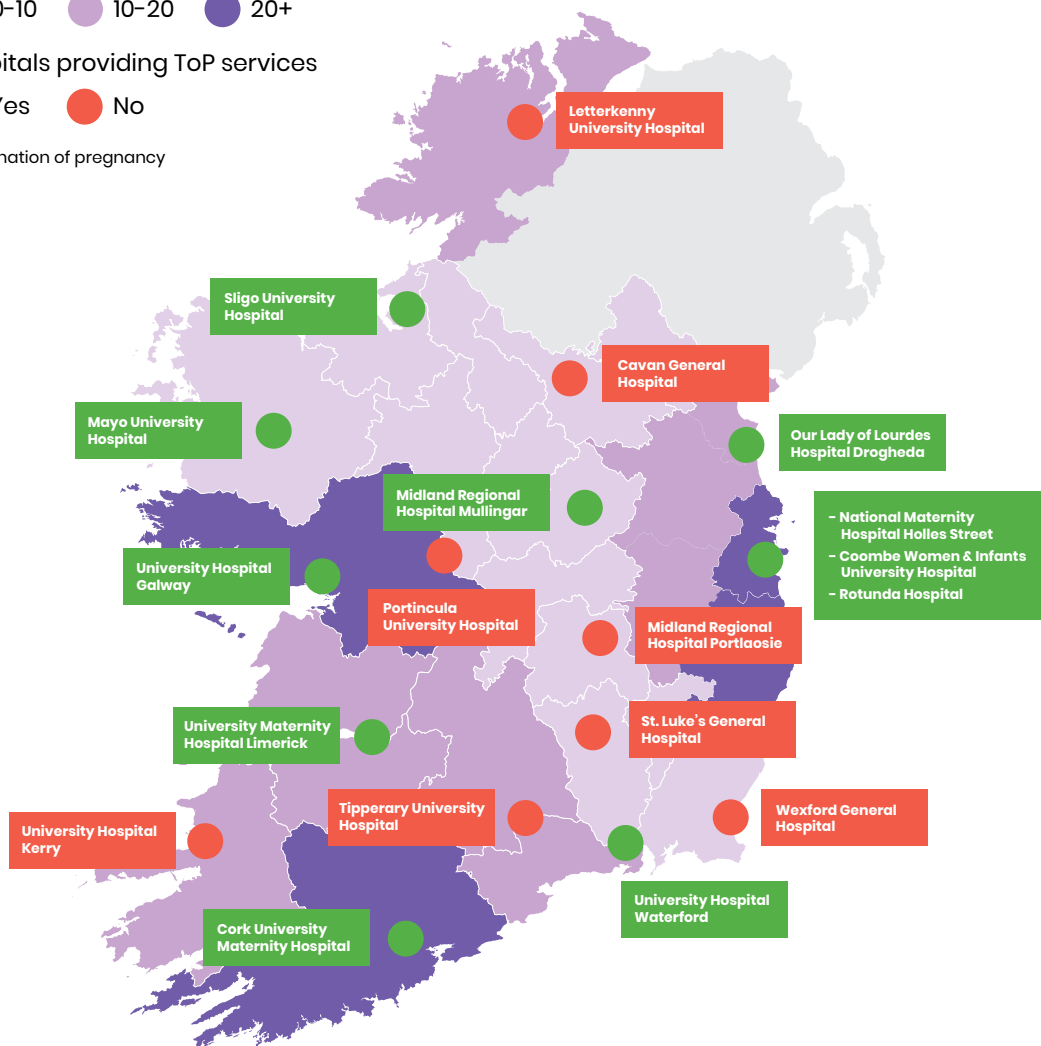 0-10 10-20 20+
pitals providing ToP services
Yes No
nation of pregnancy
Letterkenny
University Hospital
Sligo University
Hospital
Cavan General
Hospital
Mayo University
Hospital
Our Lady of Lourdes
Hospital Drogheda
Midland Regional
Hospital Mullingar
- National Maternity
Hospital Holles Street
- Coombe Women & Infants
University Hospital
- Rotunda Hospital
University Hospital
Galway
Portincula
University Hospital
Midland Regional
Hospital Portlaosie
University Maternity
Hospital Limerick
St. Luke's General
Hospital
Tipperary University
Hospital
Wexford General
Hospital
University Hospital
Kerry
University Hospital
Waterford
Cork University
Maternity Hospital